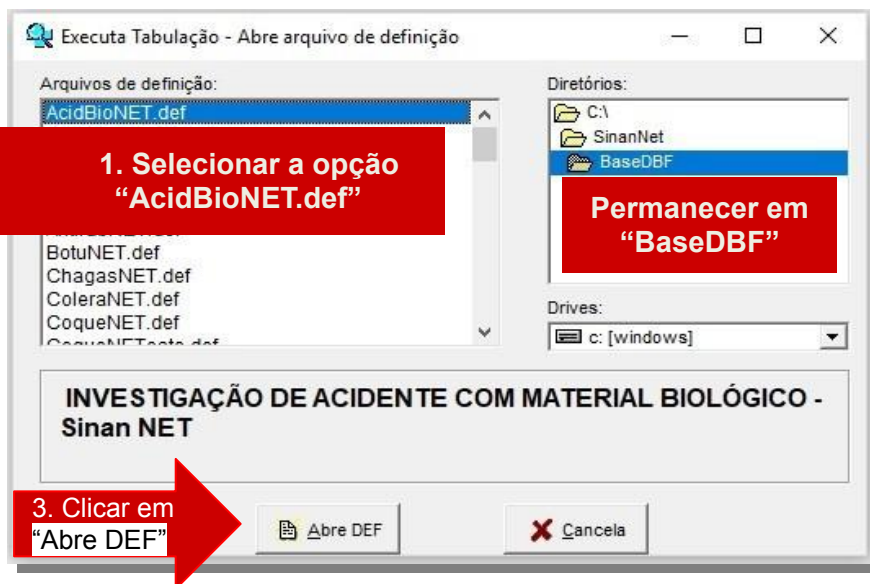 Executa Tabulação - Abre arquivo de definição
Arquivos de definição:
AcidBioNET.def
1. Selecionar a opção
“AcidBioNET.def”
BotuNET.def
ChagasNET.def
ColeraNET.def
CoqueNET.def
Diretórios:
C:\
SinanNet
BaseDBF
Permanecer em
“BaseDBF”
Drives:
c: [windows]
INVESTIGAÇÃO DE ACIDENTE COM MATERIAL BIOLÓGICO -
Sinan NET
3. Clicar em
“Abre DEF”
Abre DEF
Cancela